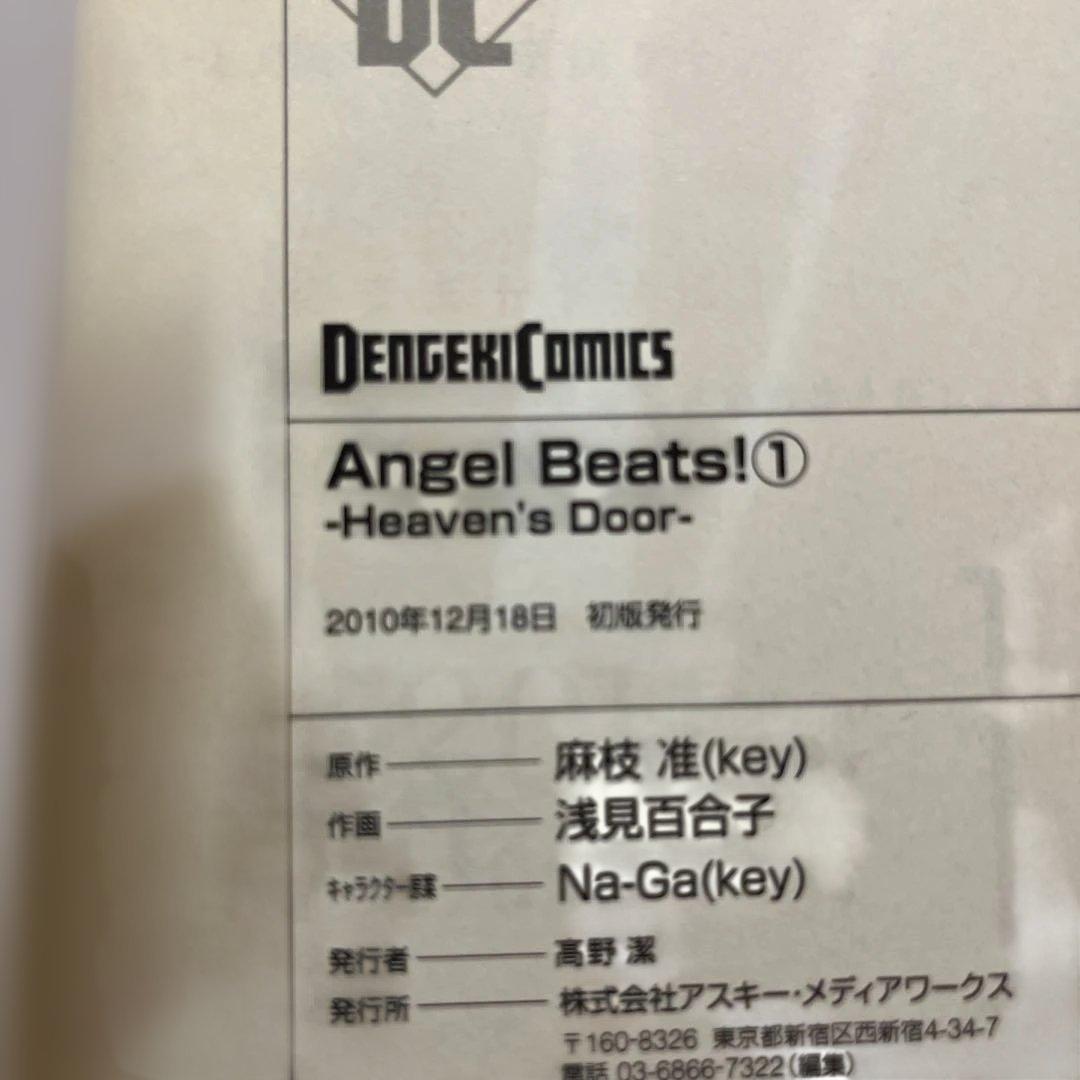 DC
DENGEKI COMICS
Angel Beats!①
-Heaven's Door-
2010年12月18日 初版発行
原作 麻枝 准(key)
作画 浅見百合子
キャラクター原案 Na-Ga(key)
発行者 髙野 潔
発行所 株式会社アスキー・メディアワークス
〒160-8326 東京都新宿区西新宿4-34-7
電話 03-6866-7322(編集)